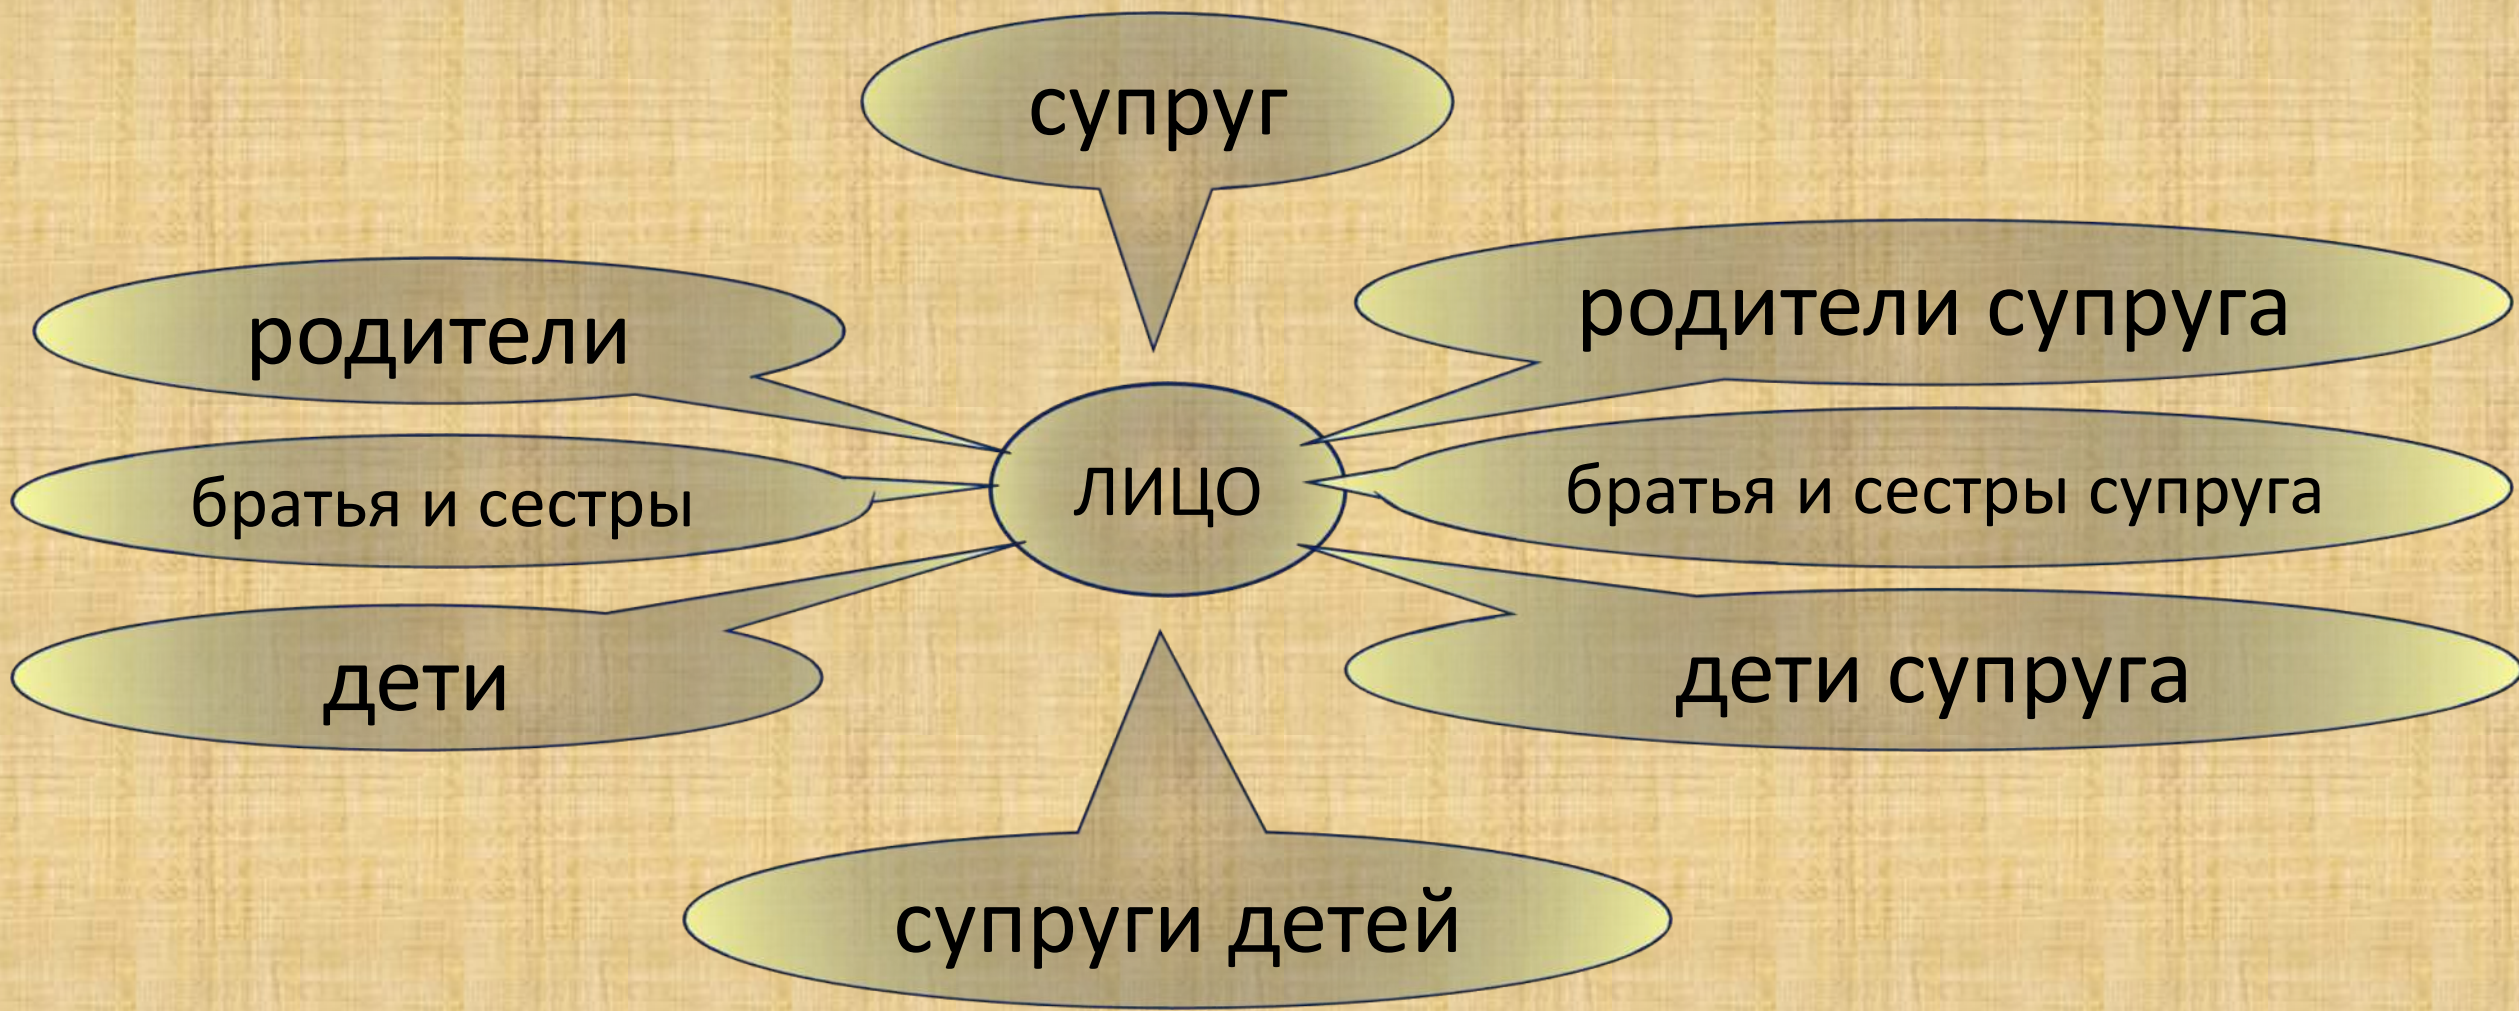 супруг
родители
родители супруга
братья и сестры
ЛИЦО
братья и сестры супруга
дети
дети супруга
супруги детей